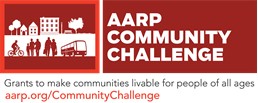 AARP
COMMUNITY
CHALLENGE
Grants to make communities livable for people of all ages
aarp.org/CommunityChallenge